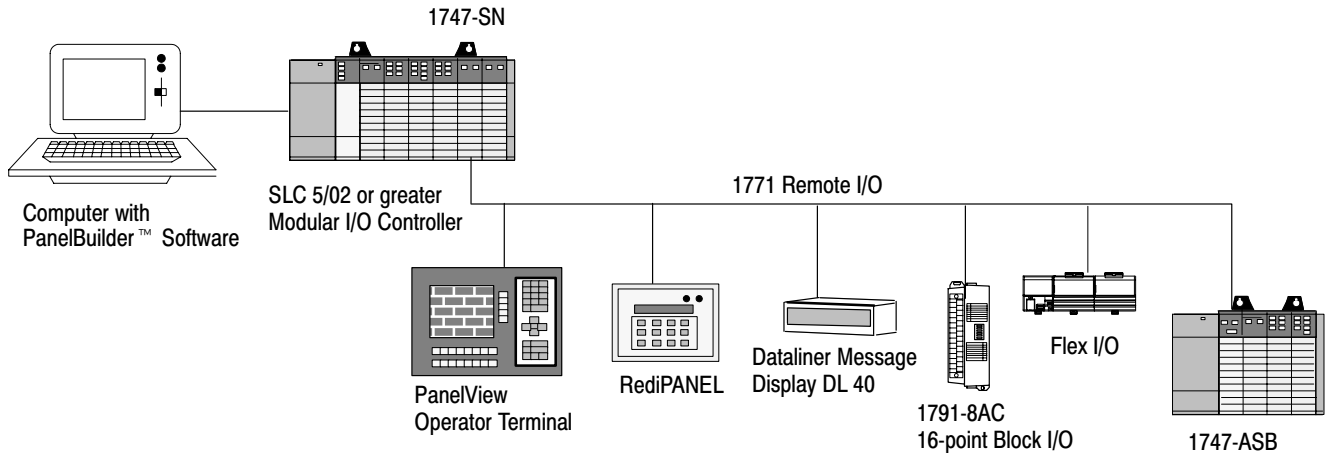 1747-SN
Computer with
PanelBuilder™ Software
SLC 5/02 or greater
Modular I/O Controller
1771 Remote I/O
PanelView
Operator Terminal
RediPANEL
Dataliner Message
Display DL 40
1791-8AC
16-point Block I/O
Flex I/O
1747-ASB